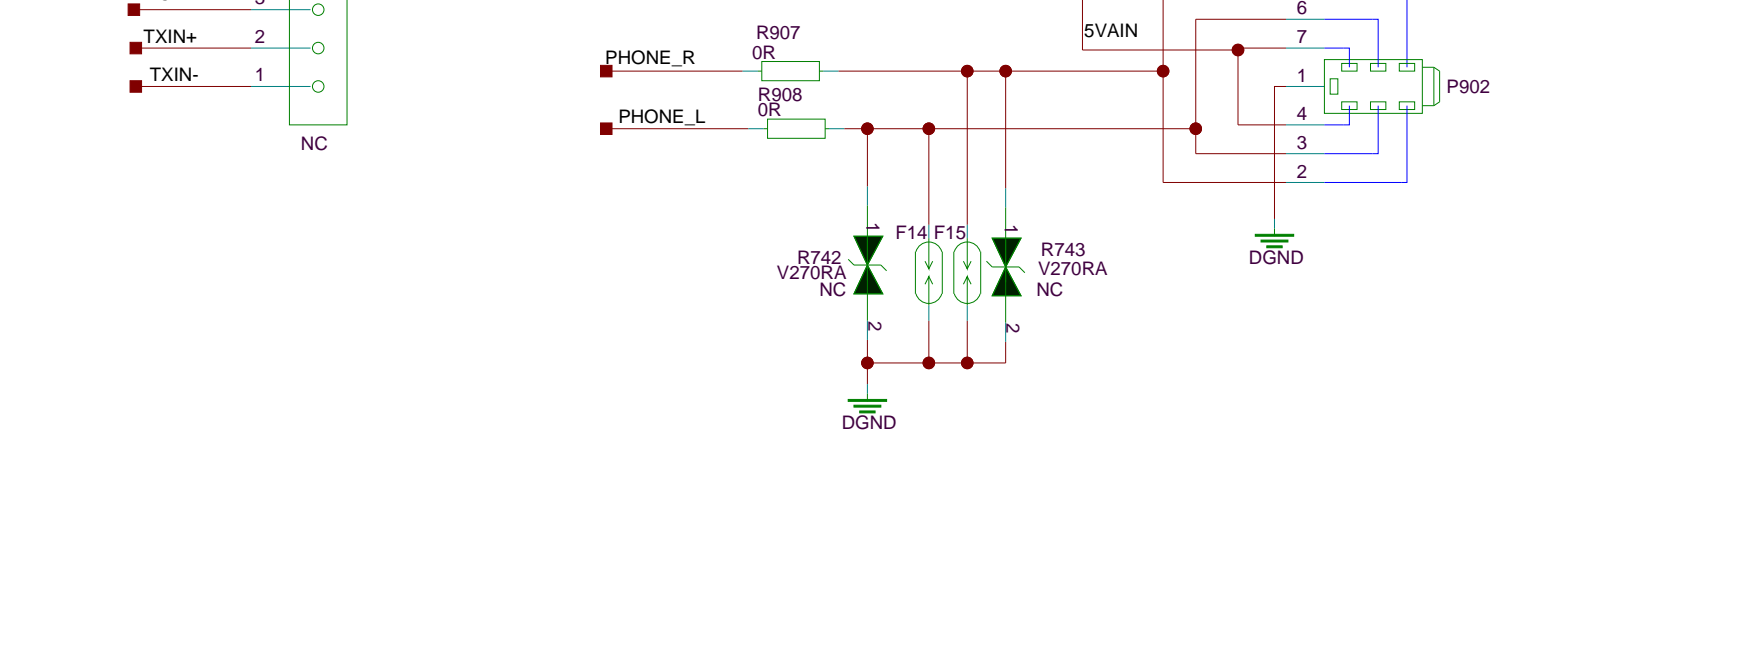 3
TXIN+
2
TXIN-
1
NC
R907
0R
PHONE_R
R908
0R
PHONE_L
5VAIN
6
7
1
4
3
2
P902
DGND
1
R742
V270RA
NC
2
F14
F15
1
R743
V270RA
NC
2
DGND